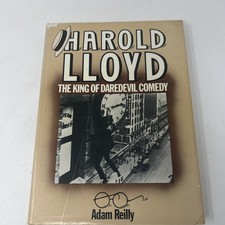 HAROLD
LLOYD
THE KING OF DAREDEVIL COMEDY
Adam Reilly